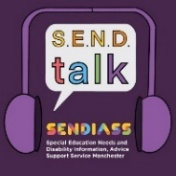 S.E.N.D.
talk
SENDIASS
Special Education Needs and
Disability Information, Advice
Support Service Manchester